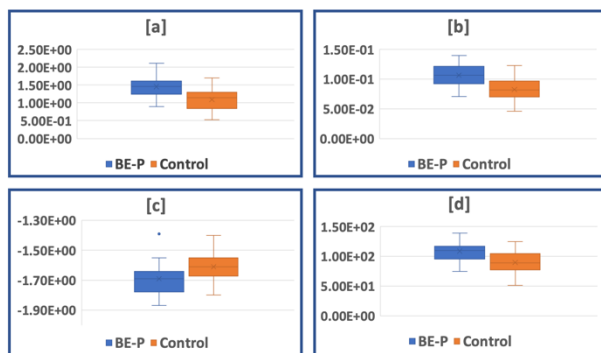 [a]
2.50E+00
2.00E+00
1.50E+00
1.00E+00
5.00E-01
0.00E+00
BE-P Control
[b]
1.50E-01
1.00E-01
5.00E-02
0.00E+00
BE-P Control
[c]
-1.30E+00
-1.50E+00
-1.70E+00
-1.90E+00
BE-P Control
[d]
1.50E+02
1.00E+02
5.00E+01
0.00E+00
BE-P Control